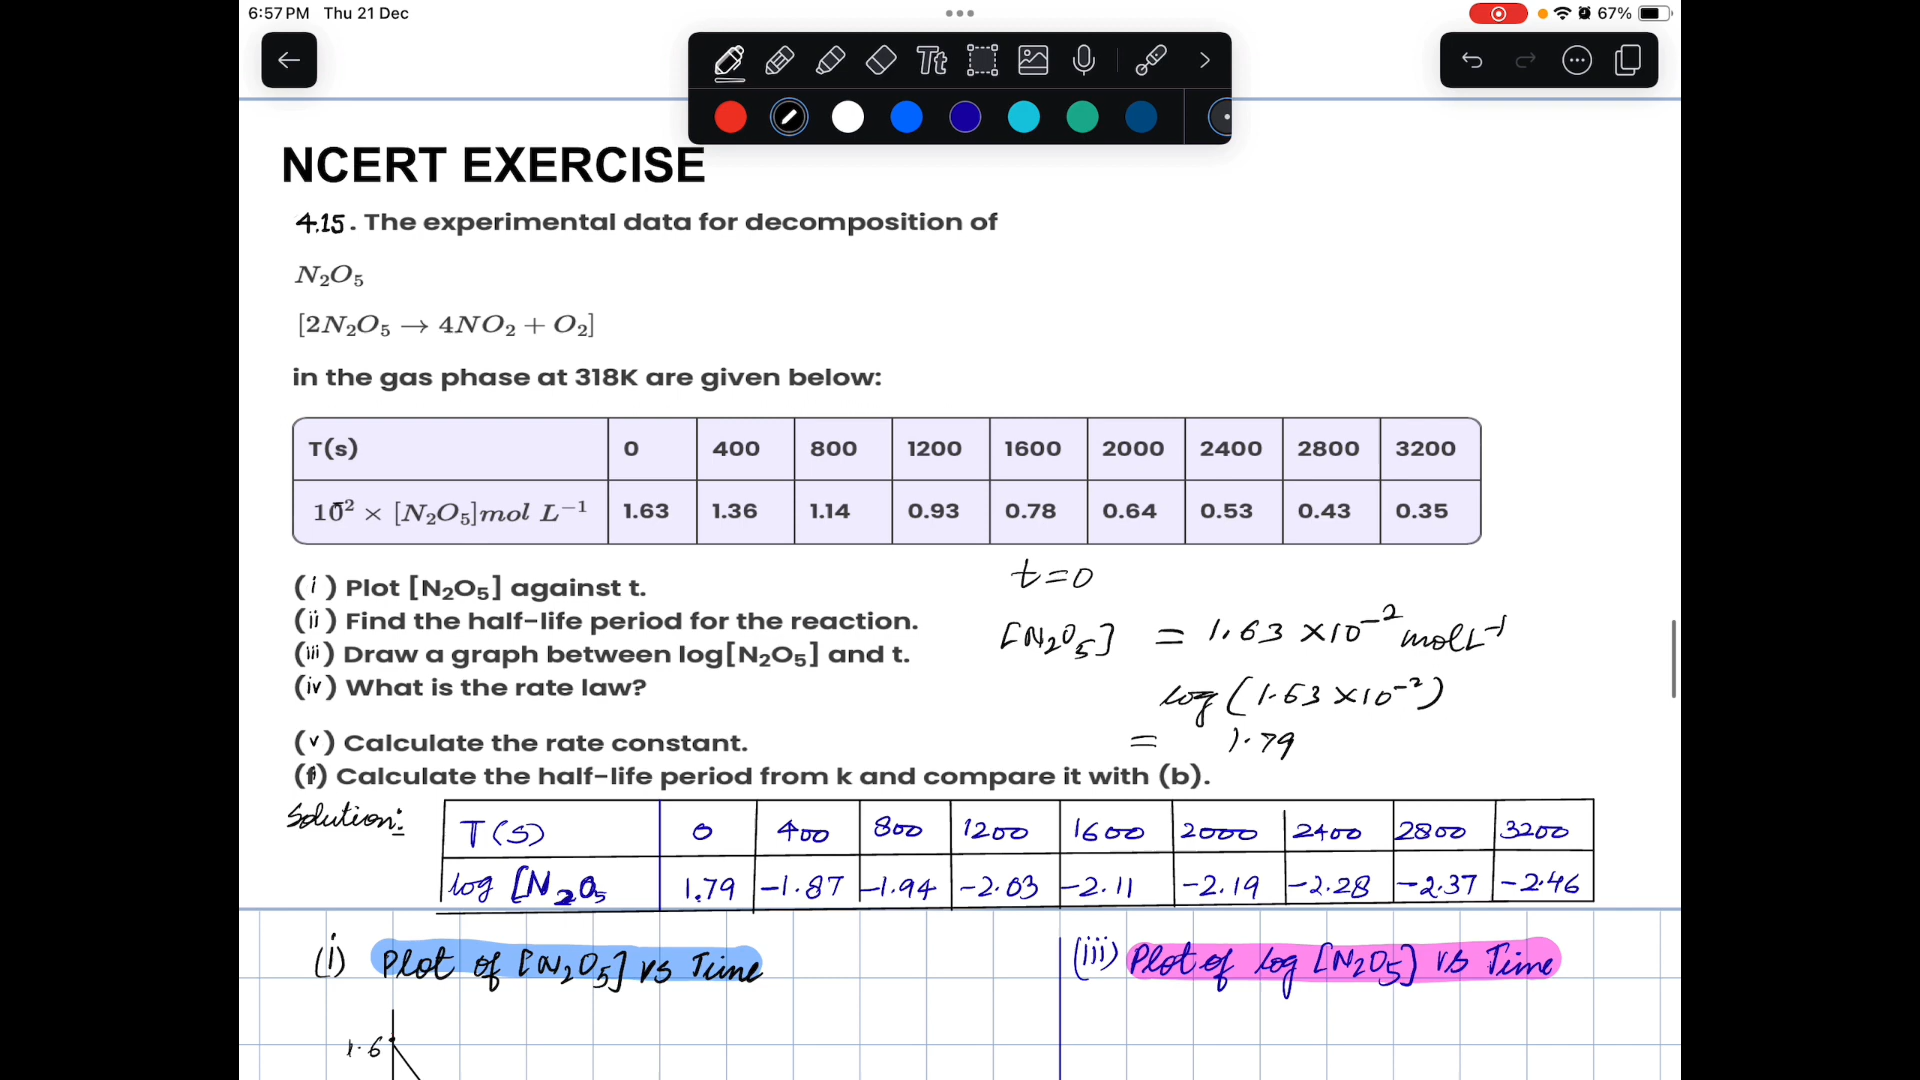 6:57 PM Thu 21 Dec
67%
Tt
NCERT EXERCISE
4.15. The experimental data for decomposition of
N₂O₅
[2N₂O₅ → 4NO₂ + O₂]
in the gas phase at 318K are given below:
T(s) 0 400 800 1200 1600 2000 2400 2800 3200
10⁻² × [N₂O₅]mol L⁻¹ 1.63 1.36 1.14 0.93 0.78 0.64 0.53 0.43 0.35
t=0
(i) Plot [N₂O₅] against t.
(ii) Find the half-life period for the reaction.
[N₂O₅] = 1.63 ×10⁻² mol L⁻¹
(iii) Draw a graph between log[N₂O₅] and t.
(iv) What is the rate law?
log (1.63 ×10⁻²)
(v) Calculate the rate constant.
= 1.79
(f) Calculate the half-life period from k and compare it with (b).
Solution:
T(S) 0 400 800 1200 1600 2000 2400 2800 3200
log [N₂O₅ 1.79 -1.87 -1.94 -2.03 -2.11 -2.19 -2.28 -2.37 -2.46
(i) Plot of [N₂O₅] vs Time
(iii) Plot of log [N₂O₅] vs Time
1.6